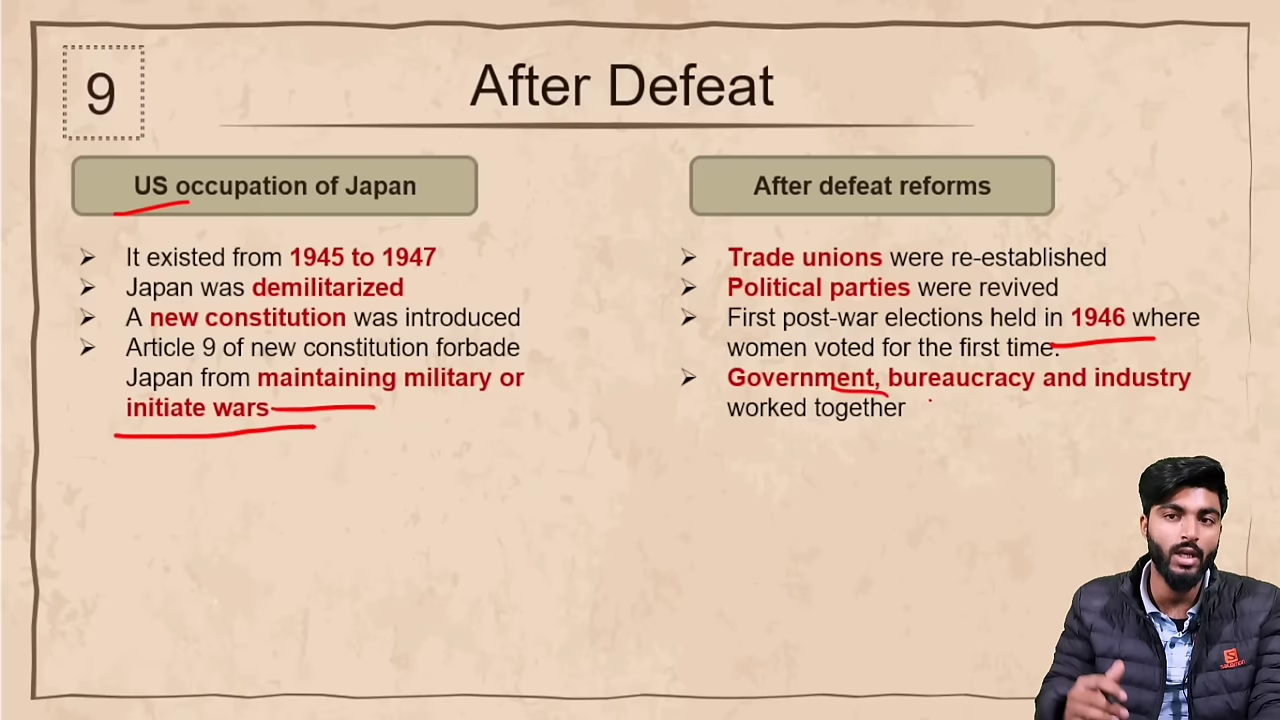 9
After Defeat
US occupation of Japan
It existed from 1945 to 1947
Japan was demilitarized
A new constitution was introduced
Article 9 of new constitution forbade
Japan from maintaining military or
initiate wars
After defeat reforms
Trade unions were re-established
Political parties were revived
First post-war elections held in 1946 where
women voted for the first time.
Government, bureaucracy and industry
worked together
S
SALOMON